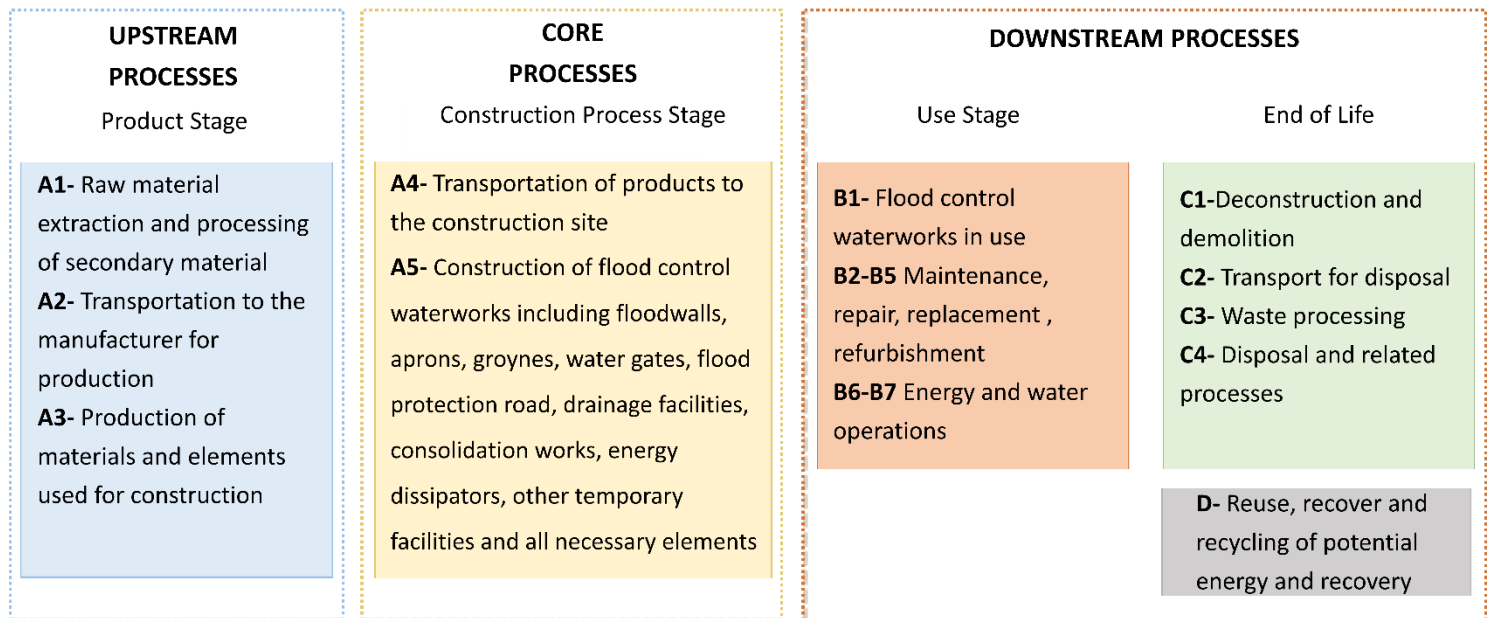 UPSTREAM
PROCESSES
Product Stage
A1- Raw material
extraction and processing
of secondary material
A2- Transportation to the
manufacturer for
production
A3- Production of
materials and elements
used for construction
CORE
PROCESSES
Construction Process Stage
A4- Transportation of products to
the construction site
A5- Construction of flood control
waterworks including floodwalls,
aprons, groynes, water gates, flood
protection road, drainage facilities,
consolidation works, energy
dissipators, other temporary
facilities and all necessary elements
DOWNSTREAM PROCESSES
Use Stage
B1- Flood control
waterworks in use
B2-B5 Maintenance,
repair, replacement ,
refurbishment
B6-B7 Energy and water
operations
End of Life
C1-Deconstruction and
demolition
C2- Transport for disposal
C3- Waste processing
C4- Disposal and related
processes
D- Reuse, recover and
recycling of potential
energy and recovery